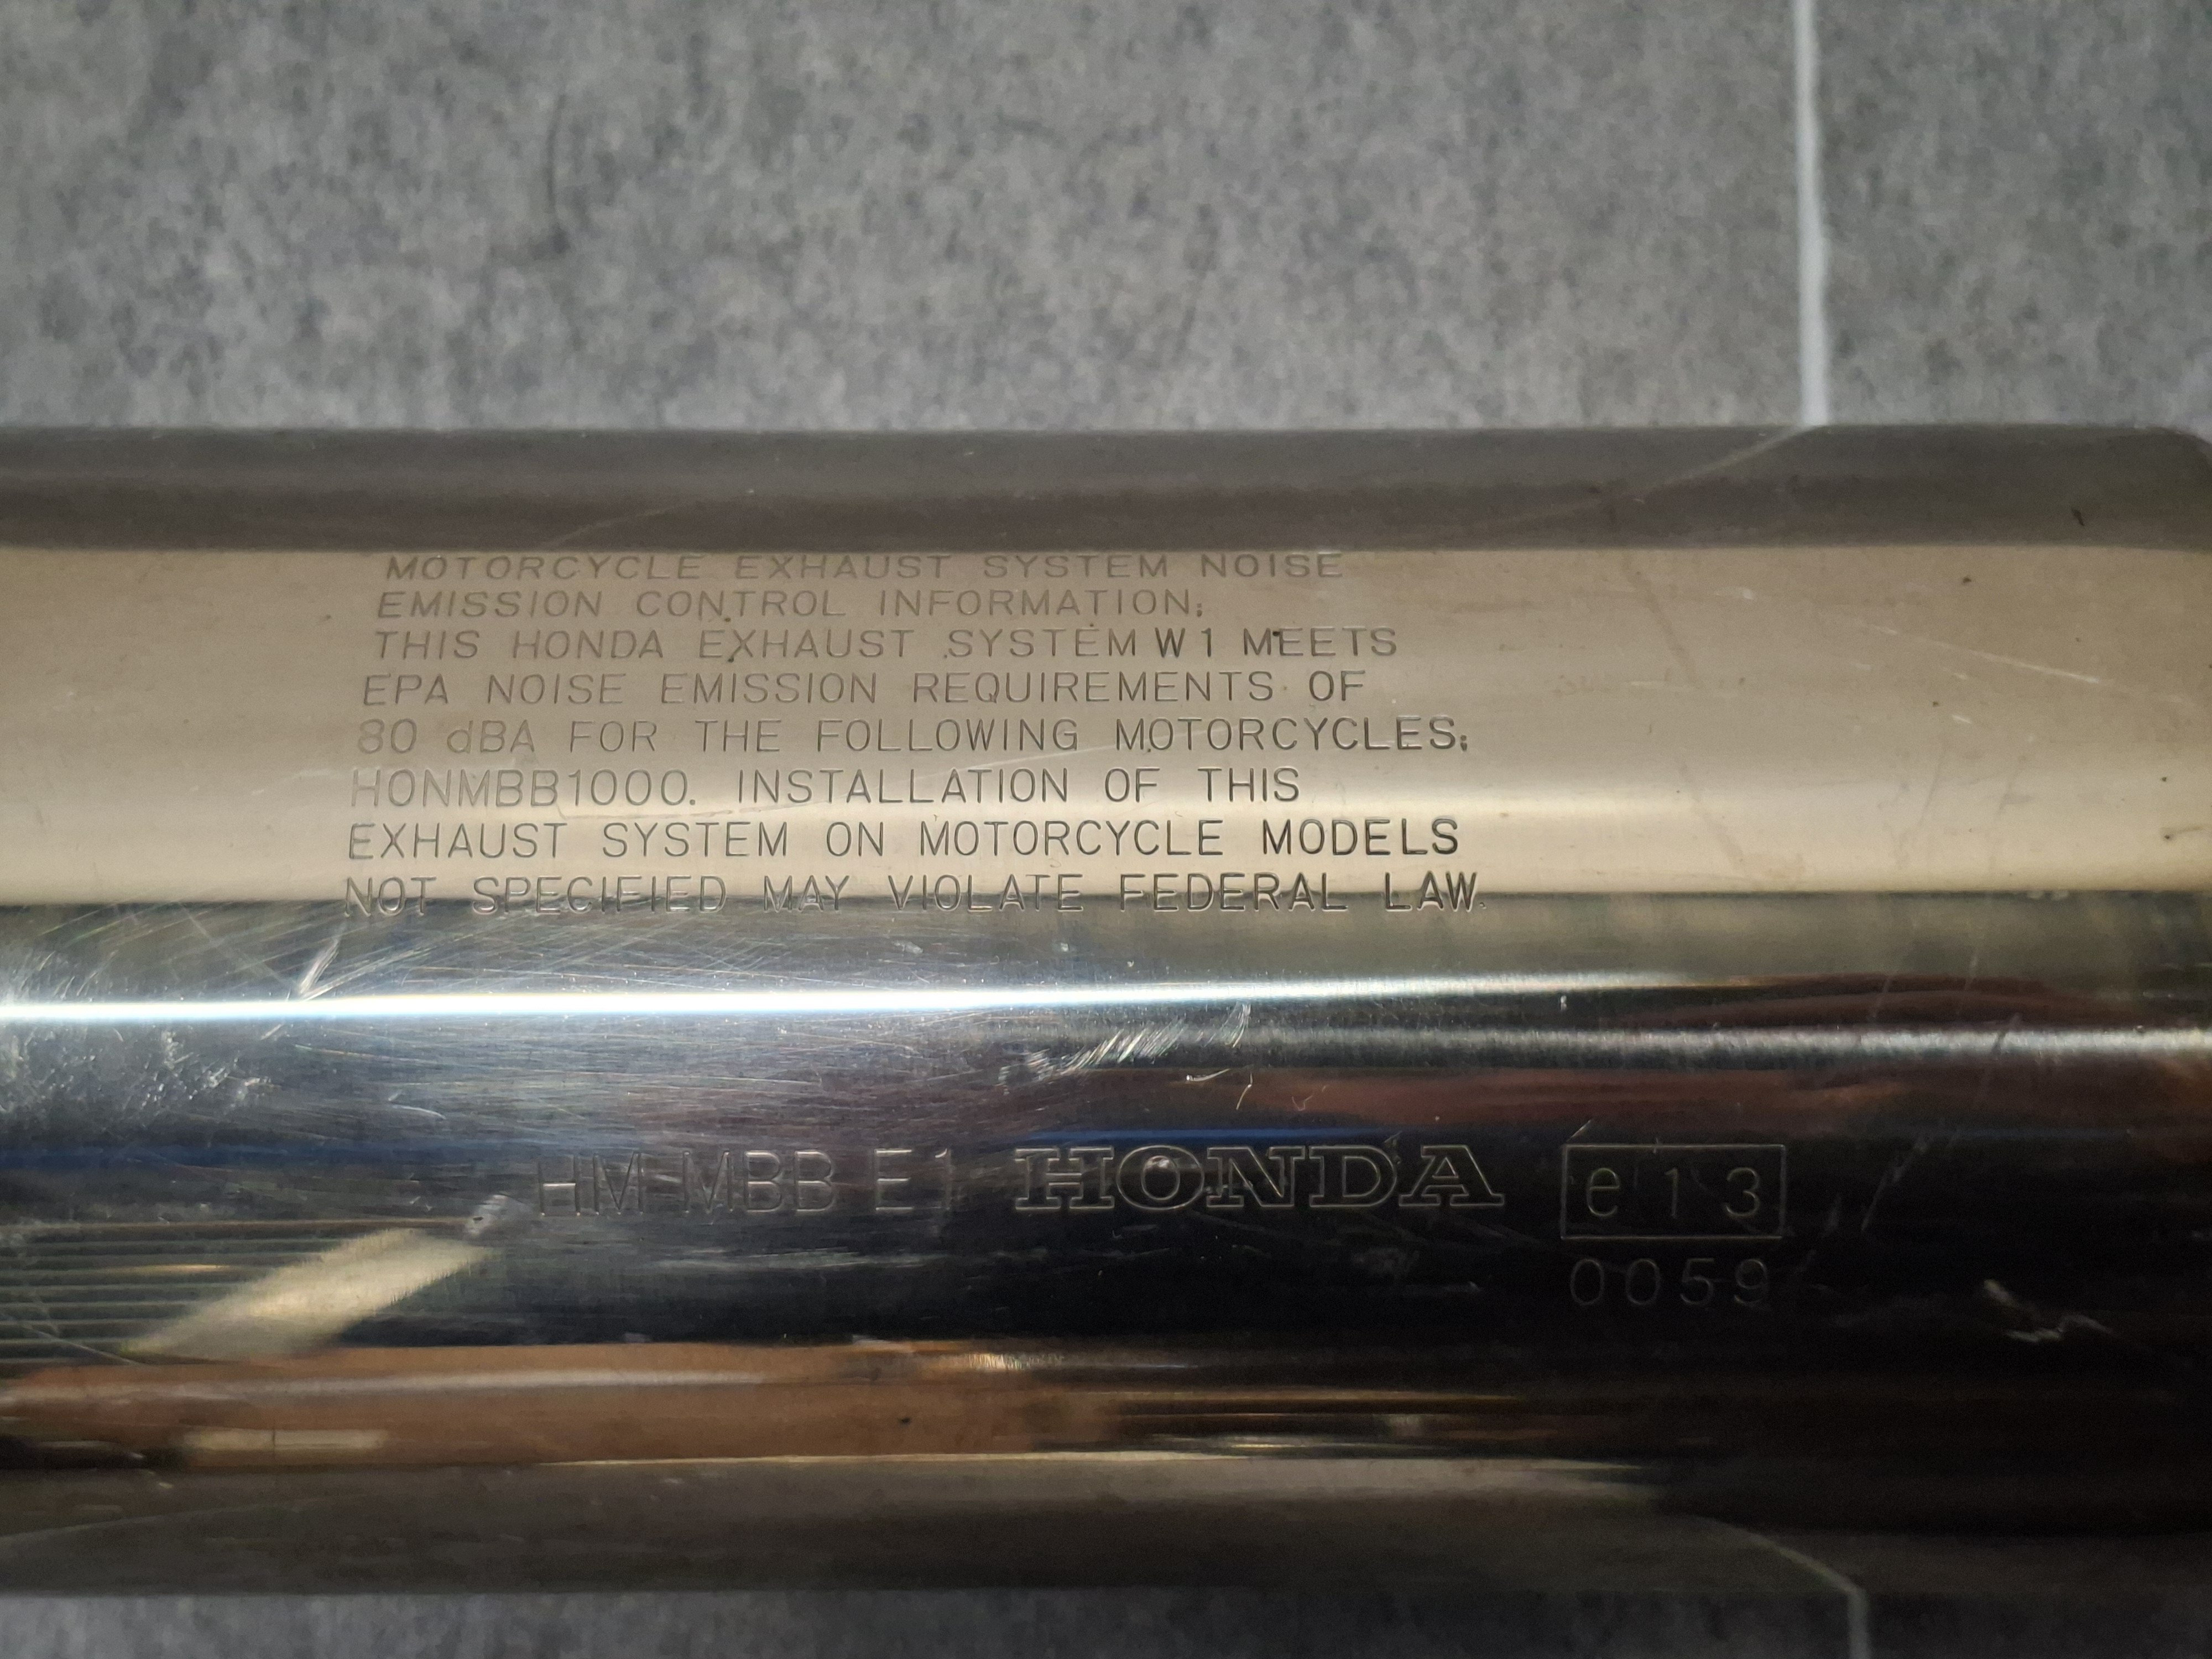 MOTORCYCLE EXHAUST SYSTEM NOISE
EMISSION CONTROL INFORMATION;
THIS HONDA EXHAUST SYSTEM W1 MEETS
EPA NOISE EMISSION REQUIREMENTS OF
80 dBA FOR THE FOLLOWING MOTORCYCLES;
HONMBB1000. INSTALLATION OF THIS
EXHAUST SYSTEM ON MOTORCYCLE MODELS
NOT SPECIFIED MAY VIOLATE FEDERAL LAW.
HM MBB E1 HONDA e13
0059